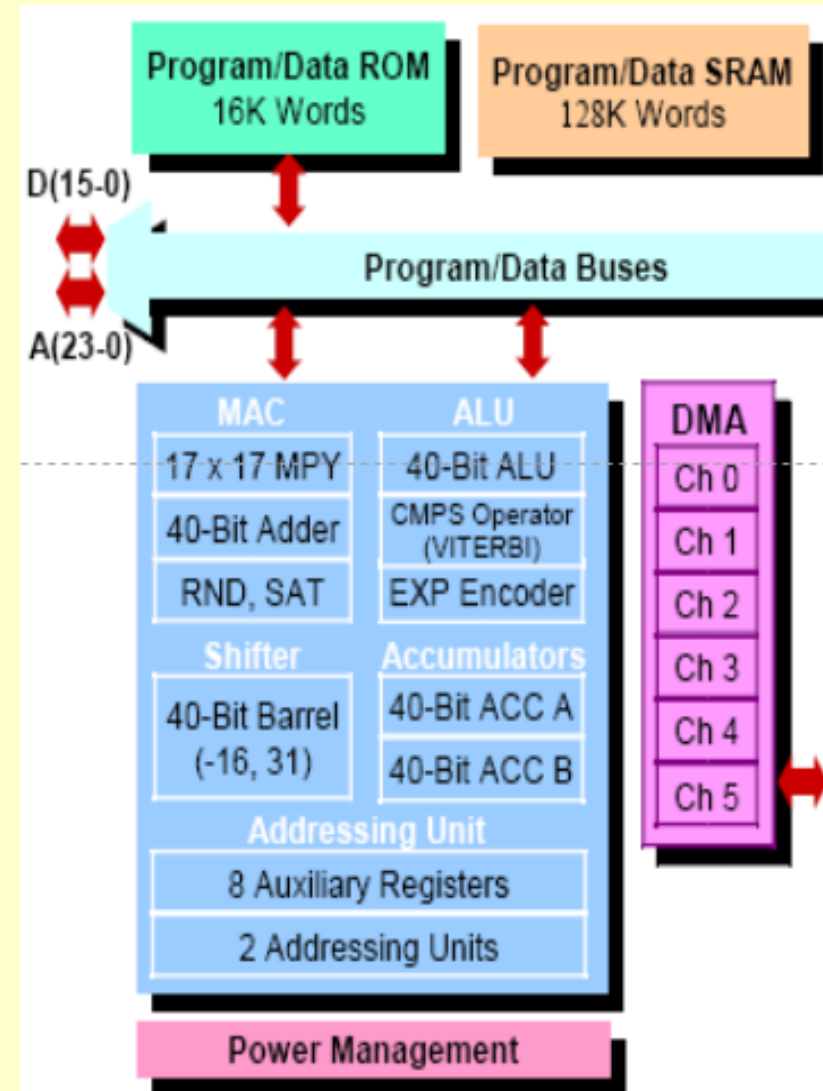 Program/Data ROM
16K Words
Program/Data SRAM
128K Words
D(15-0)
Program/Data Buses
A(23-0)
MAC
17 x 17 MPY
40-Bit Adder
RND, SAT
ALU
40-Bit ALU
CMPS Operator
(VITERBI)
EXP Encoder
Shifter
40-Bit Barrel
(-16, 31)
Accumulators
40-Bit ACC A
40-Bit ACC B
Addressing Unit
8 Auxiliary Registers
2 Addressing Units
DMA
Ch 0
Ch 1
Ch 2
Ch 3
Ch 4
Ch 5
Power Management